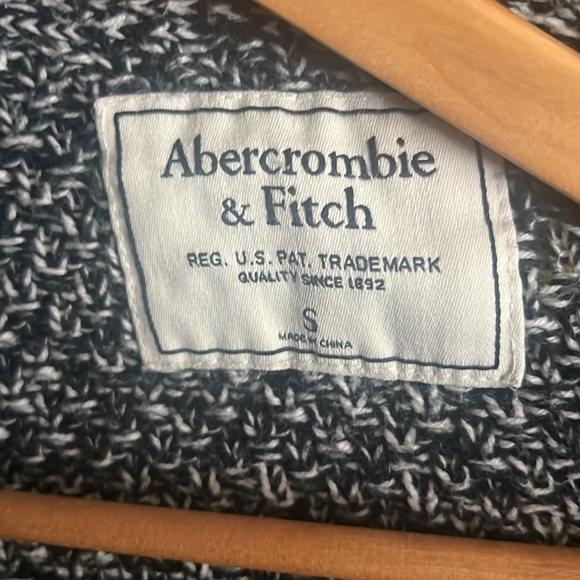 Abercrombie
& Fitch
REG. U.S. PAT. TRADEMARK
QUALITY SINCE 1892
S
MADE IN CHINA